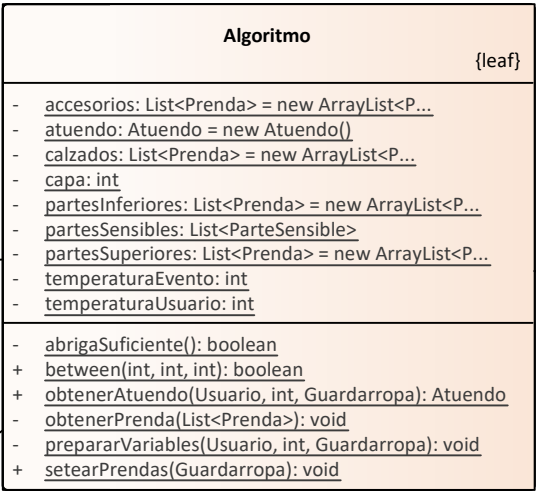 Algoritmo
{leaf}
- accesorios: List<Prenda> = new ArrayList<P...
- atuendo: Atuendo = new Atuendo()
- calzados: List<Prenda> = new ArrayList<P...
- capa: int
- partesInferiores: List<Prenda> = new ArrayList<P...
- partesSensibles: List<ParteSensible>
- partesSuperiores: List<Prenda> = new ArrayList<P...
- temperaturaEvento: int
- temperaturaUsuario: int
- abrigaSuficiente(): boolean
+ between(int, int, int): boolean
+ obtenerAtuendo(Usuario, int, Guardarropa): Atuendo
- obtenerPrenda(List<Prenda>): void
- prepararVariables(Usuario, int, Guardarropa): void
+ setearPrendas(Guardarropa): void